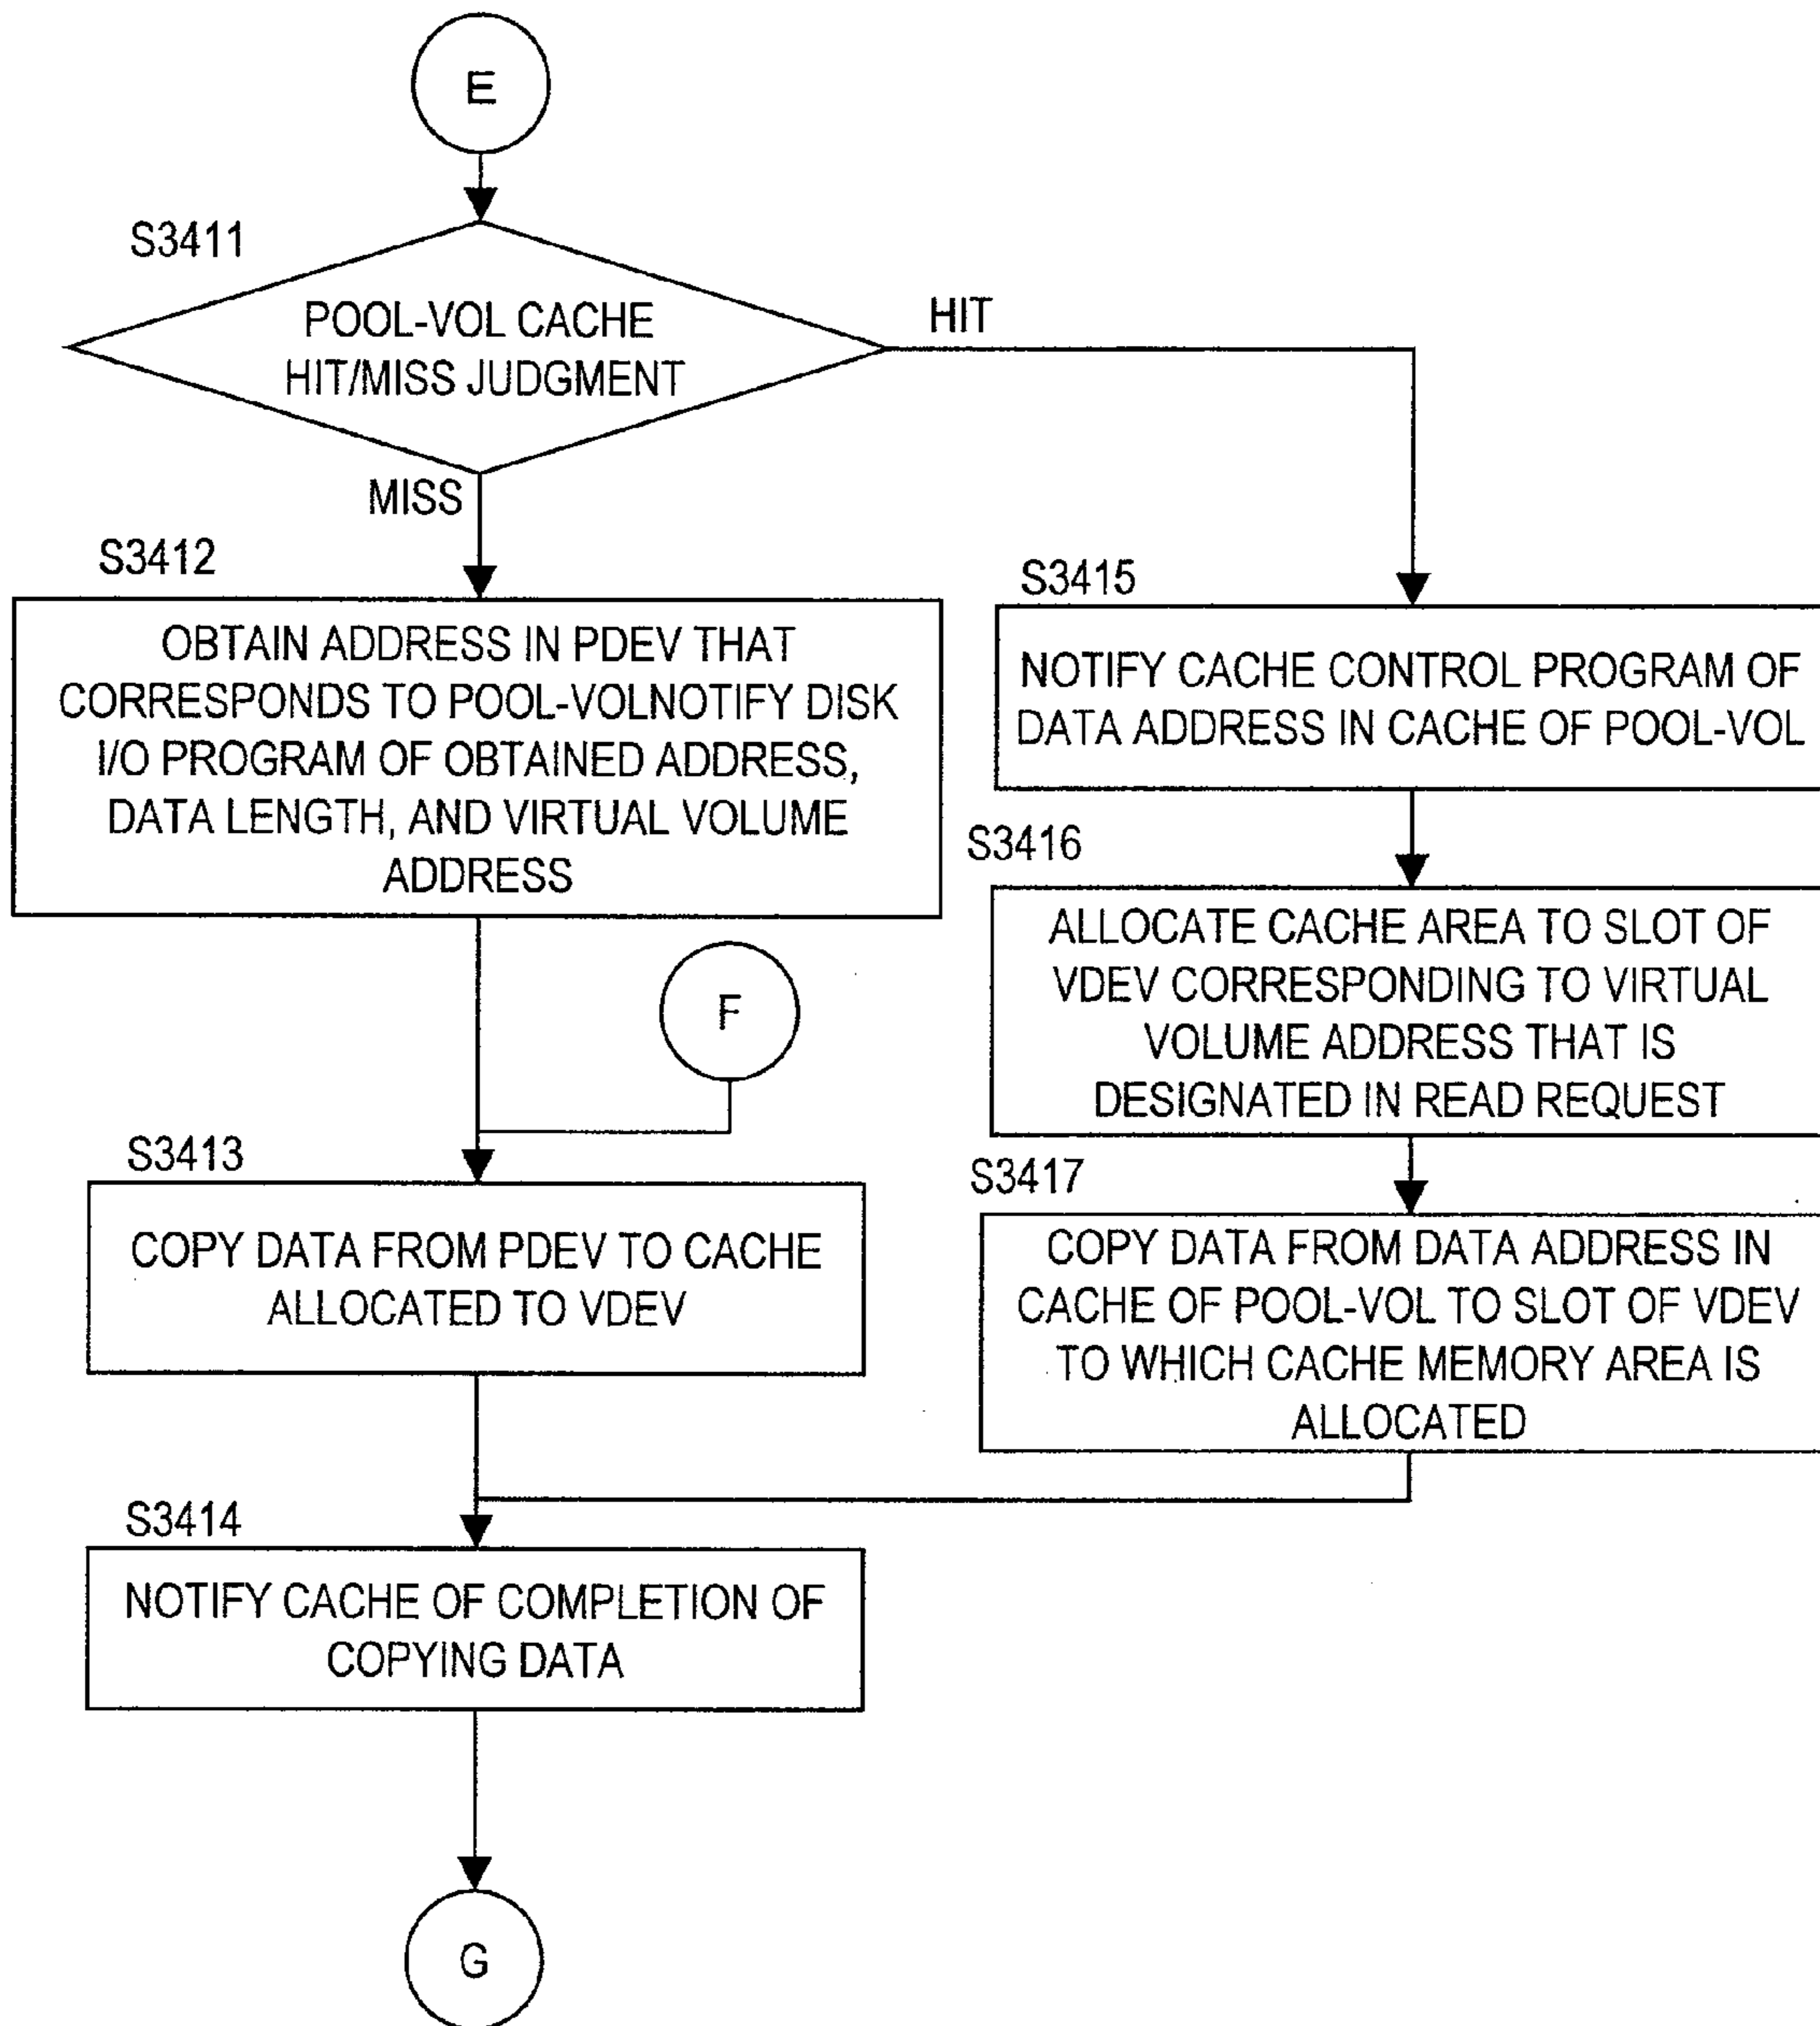 E
S3411
POOL-VOL CACHE
HIT/MISS JUDGMENT
HIT
MISS
S3412
OBTAIN ADDRESS IN PDEV THAT
CORRESPONDS TO POOL-VOLNOTIFY DISK
I/O PROGRAM OF OBTAINED ADDRESS,
DATA LENGTH, AND VIRTUAL VOLUME
ADDRESS
F
S3413
COPY DATA FROM PDEV TO CACHE
ALLOCATED TO VDEV
S3414
NOTIFY CACHE OF COMPLETION OF
COPYING DATA
G
S3415
NOTIFY CACHE CONTROL PROGRAM OF
DATA ADDRESS IN CACHE OF POOL-VOL
S3416
ALLOCATE CACHE AREA TO SLOT OF
VDEV CORRESPONDING TO VIRTUAL
VOLUME ADDRESS THAT IS
DESIGNATED IN READ REQUEST
S3417
COPY DATA FROM DATA ADDRESS IN
CACHE OF POOL-VOL TO SLOT OF VDEV
TO WHICH CACHE MEMORY AREA IS
ALLOCATED